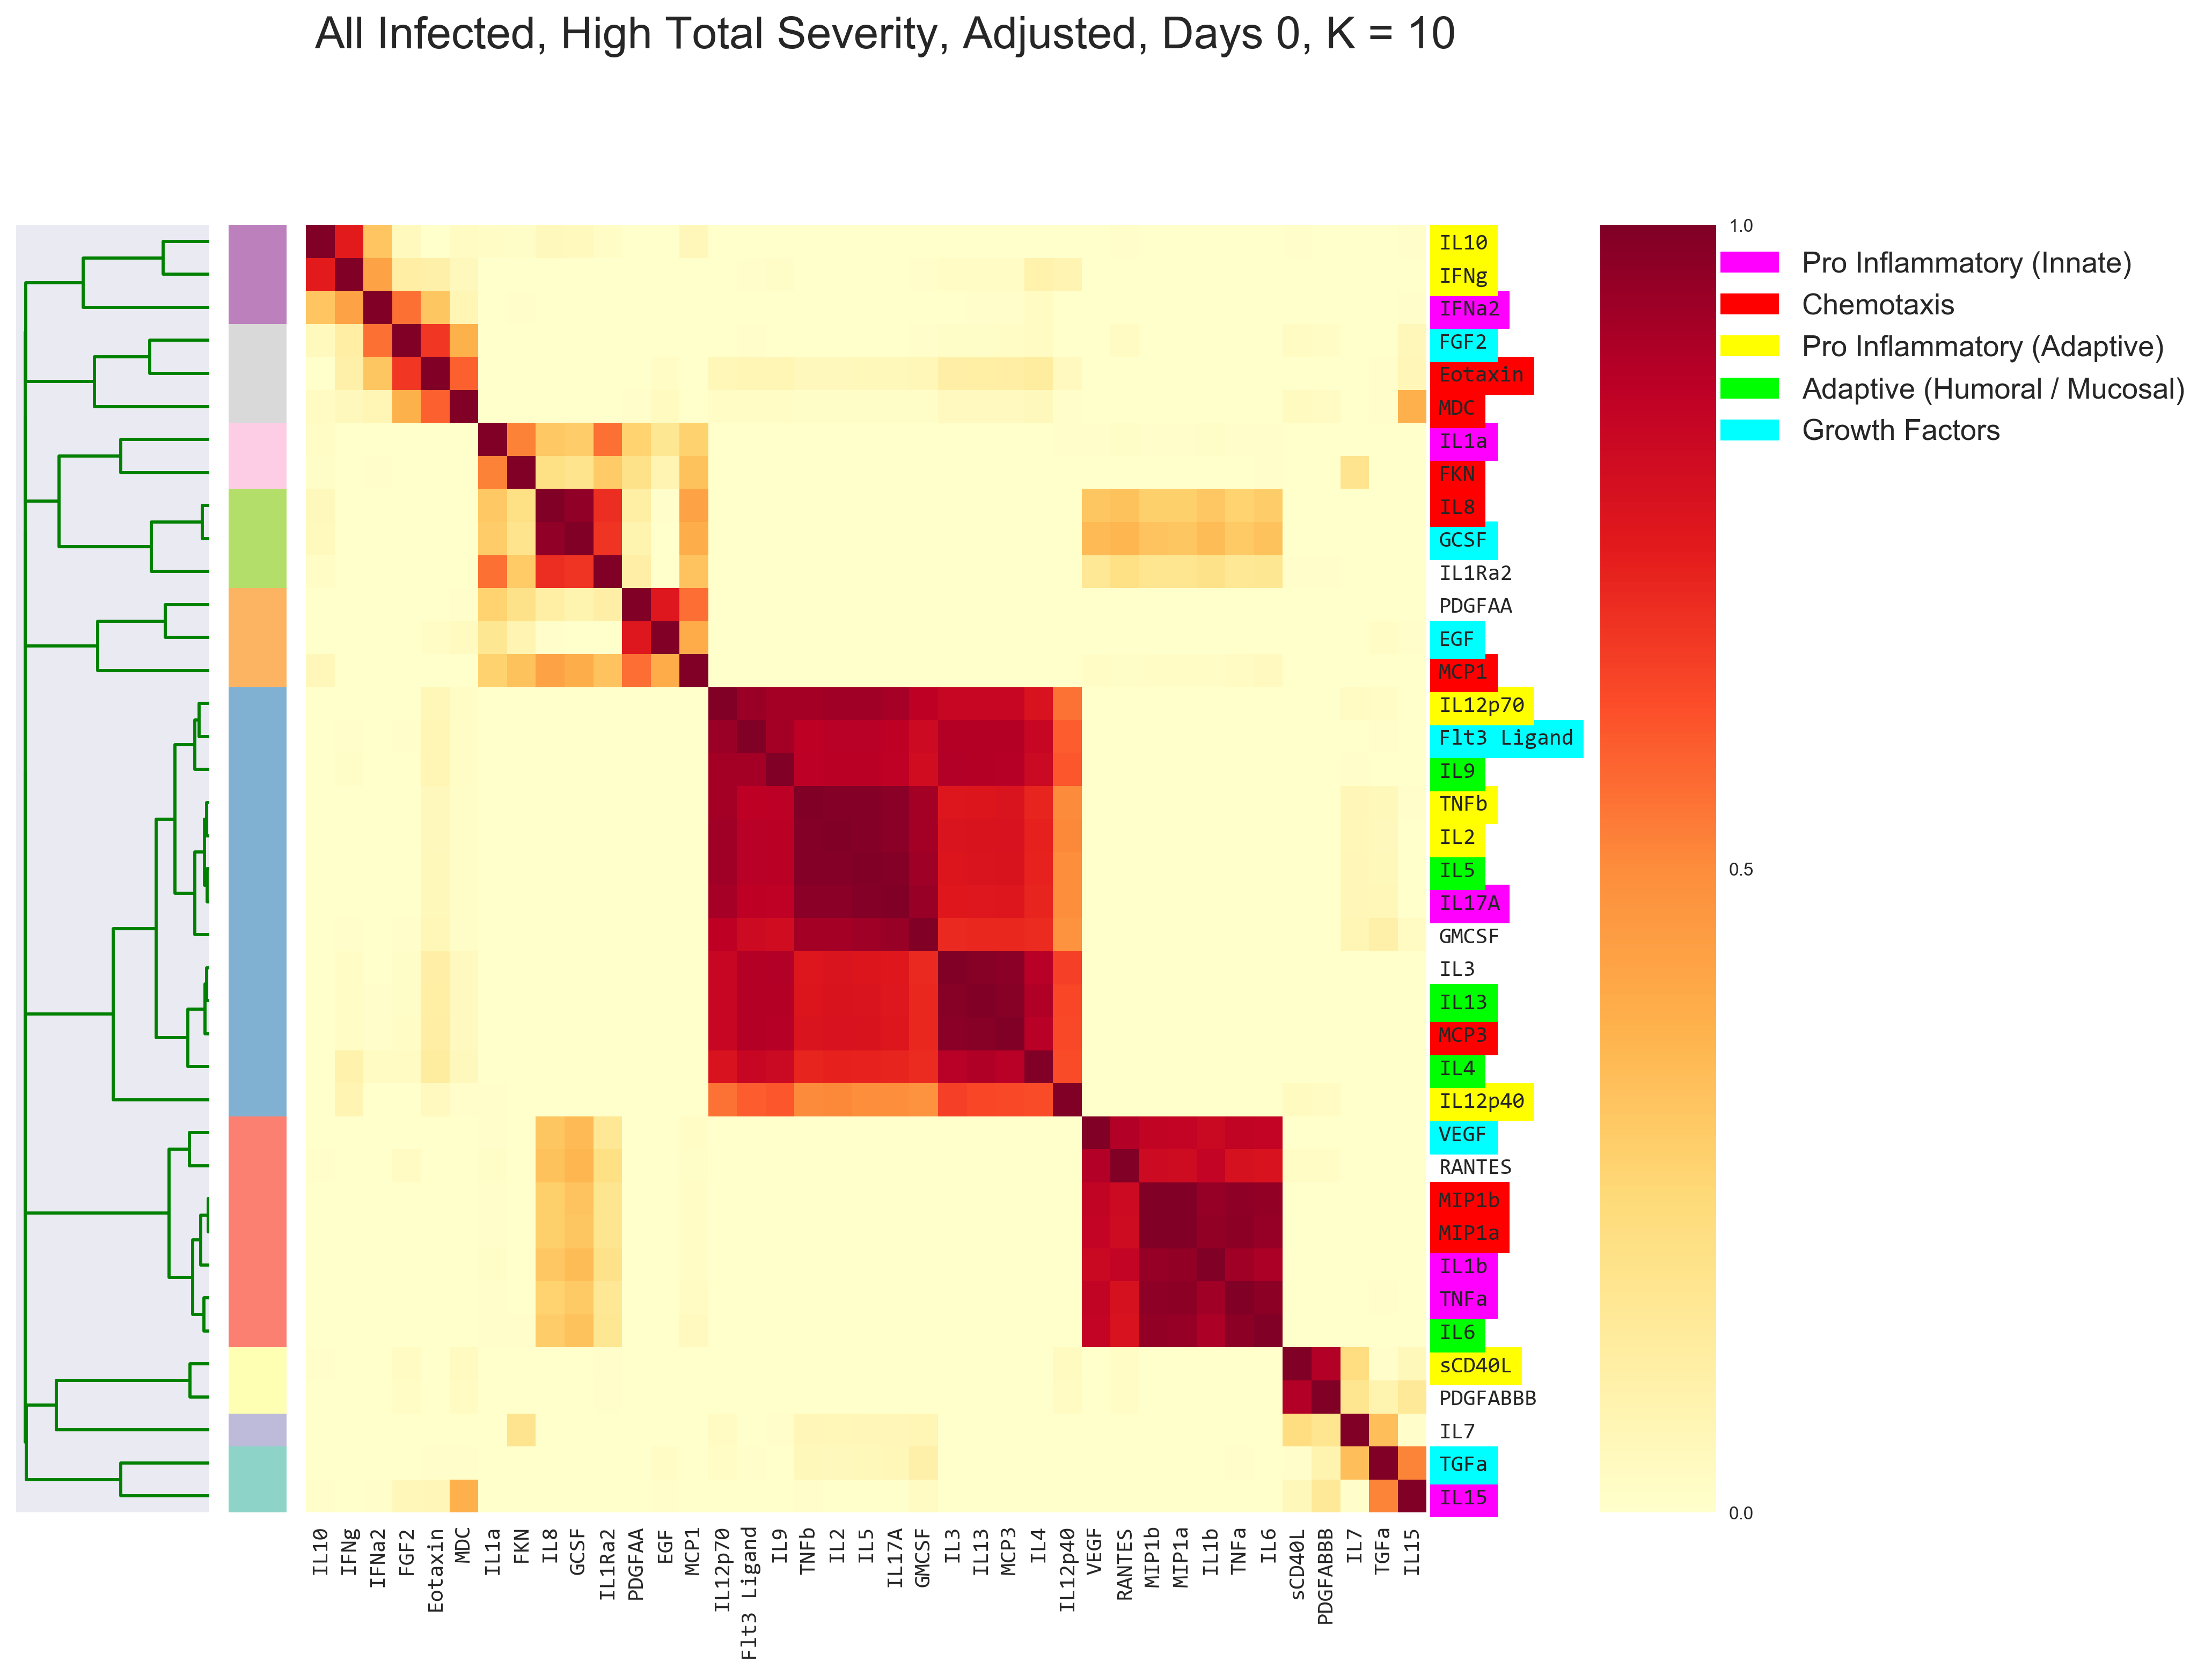 All Infected, High Total Severity, Adjusted, Days 0, K = 10
IL10
IFNg
IFNa2
FGF2
Eotaxin
MDC
IL1a
FKN
IL8
GCSF
IL1Ra2
PDGFAA
EGF
MCP1
IL12p70
Flt3 Ligand
IL9
TNFb
IL2
IL5
IL17A
GMCSF
IL3
IL13
MCP3
IL4
IL12p40
VEGF
RANTES
MIP1b
MIP1a
IL1b
TNFa
IL6
sCD40L
PDGFABBB
IL7
TGFa
IL15
1.0
0.5
0.0
Pro Inflammatory (Innate)
Chemotaxis
Pro Inflammatory (Adaptive)
Adaptive (Humoral / Mucosal)
Growth Factors
IL10
IFNg
IFNa2
FGF2
Eotaxin
MDC
IL1a
FKN
IL8
GCSF
IL1Ra2
PDGFAA
EGF
MCP1
IL12p70
Flt3 Ligand
IL9
TNFb
IL2
IL5
IL17A
GMCSF
IL3
IL13
MCP3
IL4
IL12p40
VEGF
RANTES
MIP1b
MIP1a
IL1b
TNFa
IL6
sCD40L
PDGFABBB
IL7
TGFa
IL15